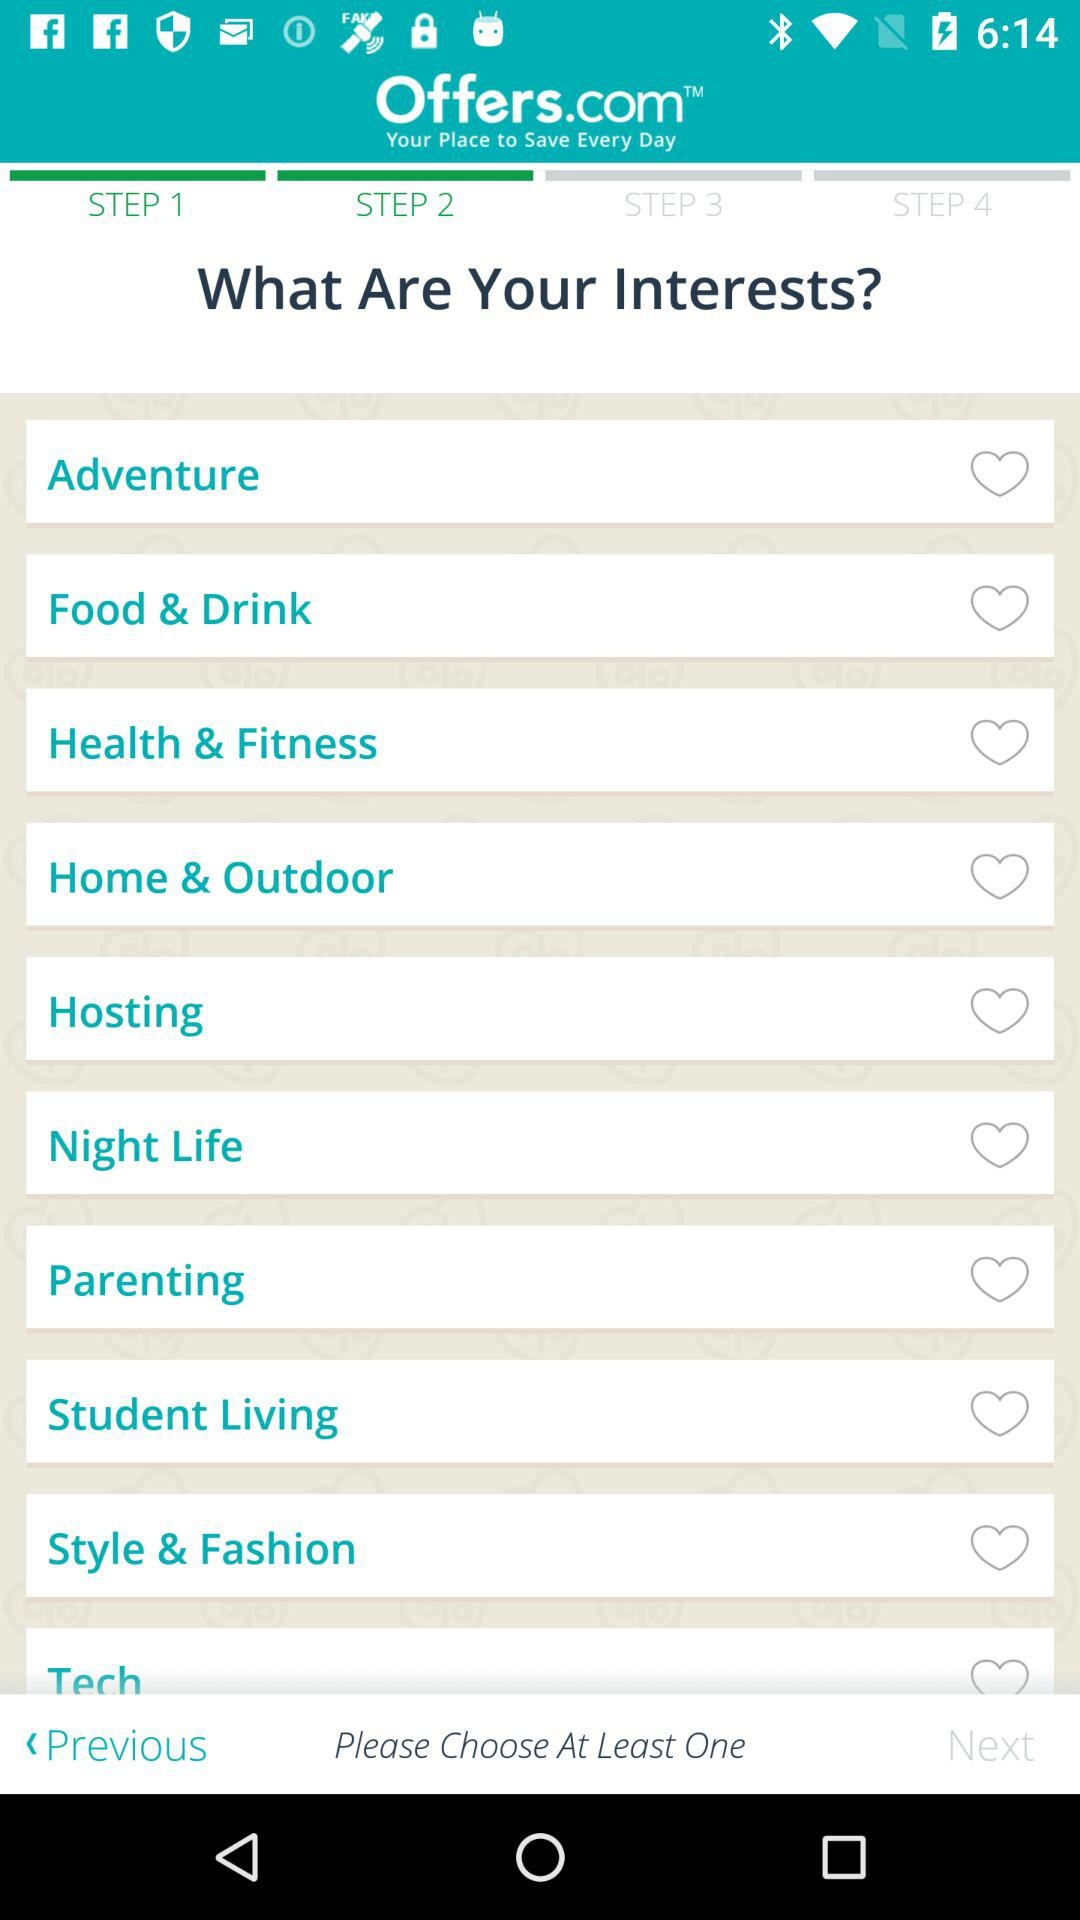 FAKE
6:14
Offers.com™
Your Place to Save Every Day
STEP 1 STEP 2 STEP 3 STEP 4
What Are Your Interests?
Adventure
Food & Drink
Health & Fitness
Home & Outdoor
Hosting
Night Life
Parenting
Student Living
Style & Fashion
Tech
‹ Previous Please Choose At Least One Next